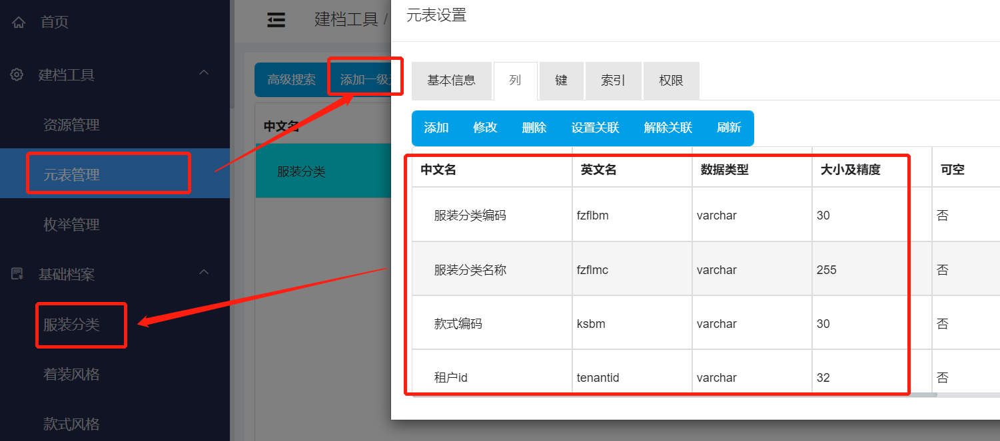 首页
建档工具
资源管理
元表管理
枚举管理
基础档案
服装分类
着装风格
款式风格
建档工具 /
高级搜索 添加一级
中文名
服装分类
元表设置
基本信息 列 键 索引 权限
添加 修改 删除 设置关联 解除关联 刷新
中文名 英文名 数据类型 大小及精度 可空
服装分类编码 fzflbm varchar 30 否
服装分类名称 fzflmc varchar 255 否
款式编码 ksbm varchar 30 否
租户id tenantid varchar 32 否